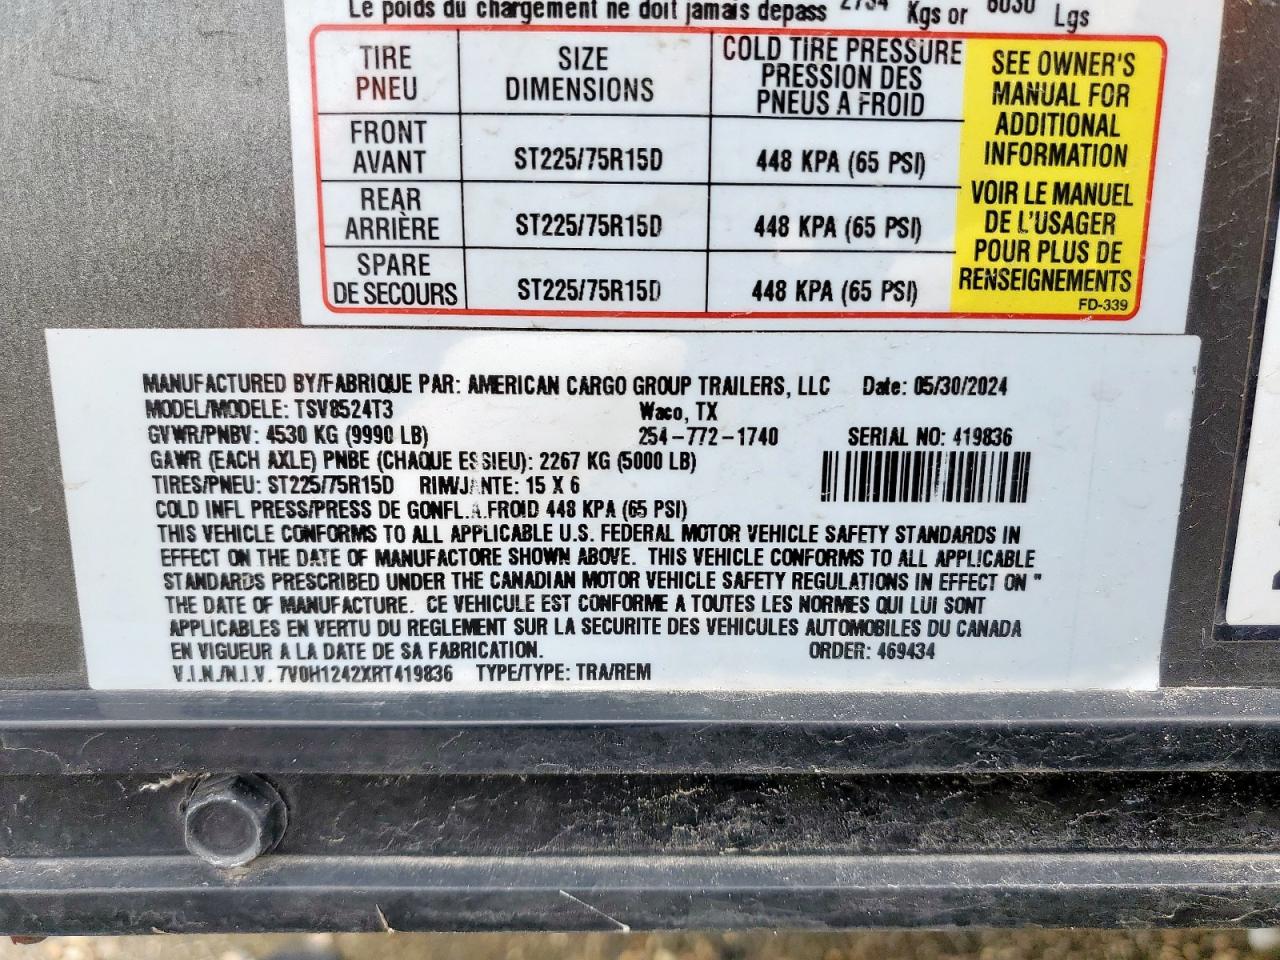 Le poids du chargement ne doit jamais depass 2734 Kgs or 6030 Lgs
TIRE PNEU SIZE DIMENSIONS COLD TIRE PRESSURE PRESSION DES PNEUS A FROID
FRONT AVANT ST225/75R15D 448 KPA (65 PSI)
REAR ARRIÈRE ST225/75R15D 448 KPA (65 PSI)
SPARE DE SECOURS ST225/75R15D 448 KPA (65 PSI)
SEE OWNER'S
MANUAL FOR
ADDITIONAL
INFORMATION
VOIR LE MANUEL
DE L'USAGER
POUR PLUS DE
RENSEIGNEMENTS
FD-339
MANUFACTURED BY/FABRIQUE PAR: AMERICAN CARGO GROUP TRAILERS, LLC Date: 05/30/2024
MODEL/MODELE: TSV8524T3 Waco, TX
GVWR/PNBV: 4530 KG (9990 LB) 254-772-1740 SERIAL NO: 419836
GAWR (EACH AXLE) PNBE (CHAQUE ESSIEU): 2267 KG (5000 LB)
TIRES/PNEU: ST225/75R15D RIM/JANTE: 15 X 6
COLD INFL PRESS/PRESS DE GONFL.A.FROID 448 KPA (65 PSI)
THIS VEHICLE CONFORMS TO ALL APPLICABLE U.S. FEDERAL MOTOR VEHICLE SAFETY STANDARDS IN
EFFECT ON THE DATE OF MANUFACTORE SHOWN ABOVE. THIS VEHICLE CONFORMS TO ALL APPLICABLE
STANDARDS PRESCRIBED UNDER THE CANADIAN MOTOR VEHICLE SAFETY REGULATIONS IN EFFECT ON "
THE DATE OF MANUFACTURE. CE VEHICULE EST CONFORME A TOUTES LES NORMES QUI LUI SONT
APPLICABLES EN VERTU DU REGLEMENT SUR LA SECURITE DES VEHICULES AUTOMOBILES DU CANADA
EN VIGUEUR A LA DATE DE SA FABRICATION. ORDER: 469434
V.I.N./N.I.V. 7V0H1242XRT419836 TYPE/TYPE: TRA/REM